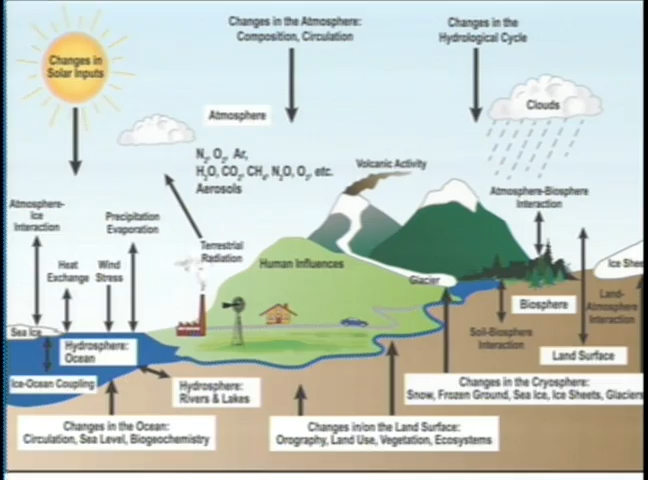 Changes in the Atmosphere:
Composition, Circulation
Changes in the
Hydrological Cycle
Changes in
Solar Inputs
Clouds
Atmosphere
N2, O2, Ar,
H2O, CO2, CH4, N2O, O2, etc.
Aerosols
Volcanic Activity
Atmosphere-Biosphere
Interaction
Atmosphere-
Ice
Interaction
Precipitation
Evaporation
Terrestrial
Radiation
Heat
Exchange
Wind
Stress
Human Influences
Glacier
Ice Shee
Land-
Atmosphere
Interaction
Biosphere
Sea Ice
Hydrosphere:
Ocean
Soil-Biosphere
Interaction
Land Surface
Ice-Ocean Coupling
Hydrosphere:
Rivers & Lakes
Changes in the Cryosphere:
Snow, Frozen Ground, Sea Ice, Ice Sheets, Glaciers
Changes in the Ocean:
Circulation, Sea Level, Biogeochemistry
Changes in/on the Land Surface:
Orography, Land Use, Vegetation, Ecosystems